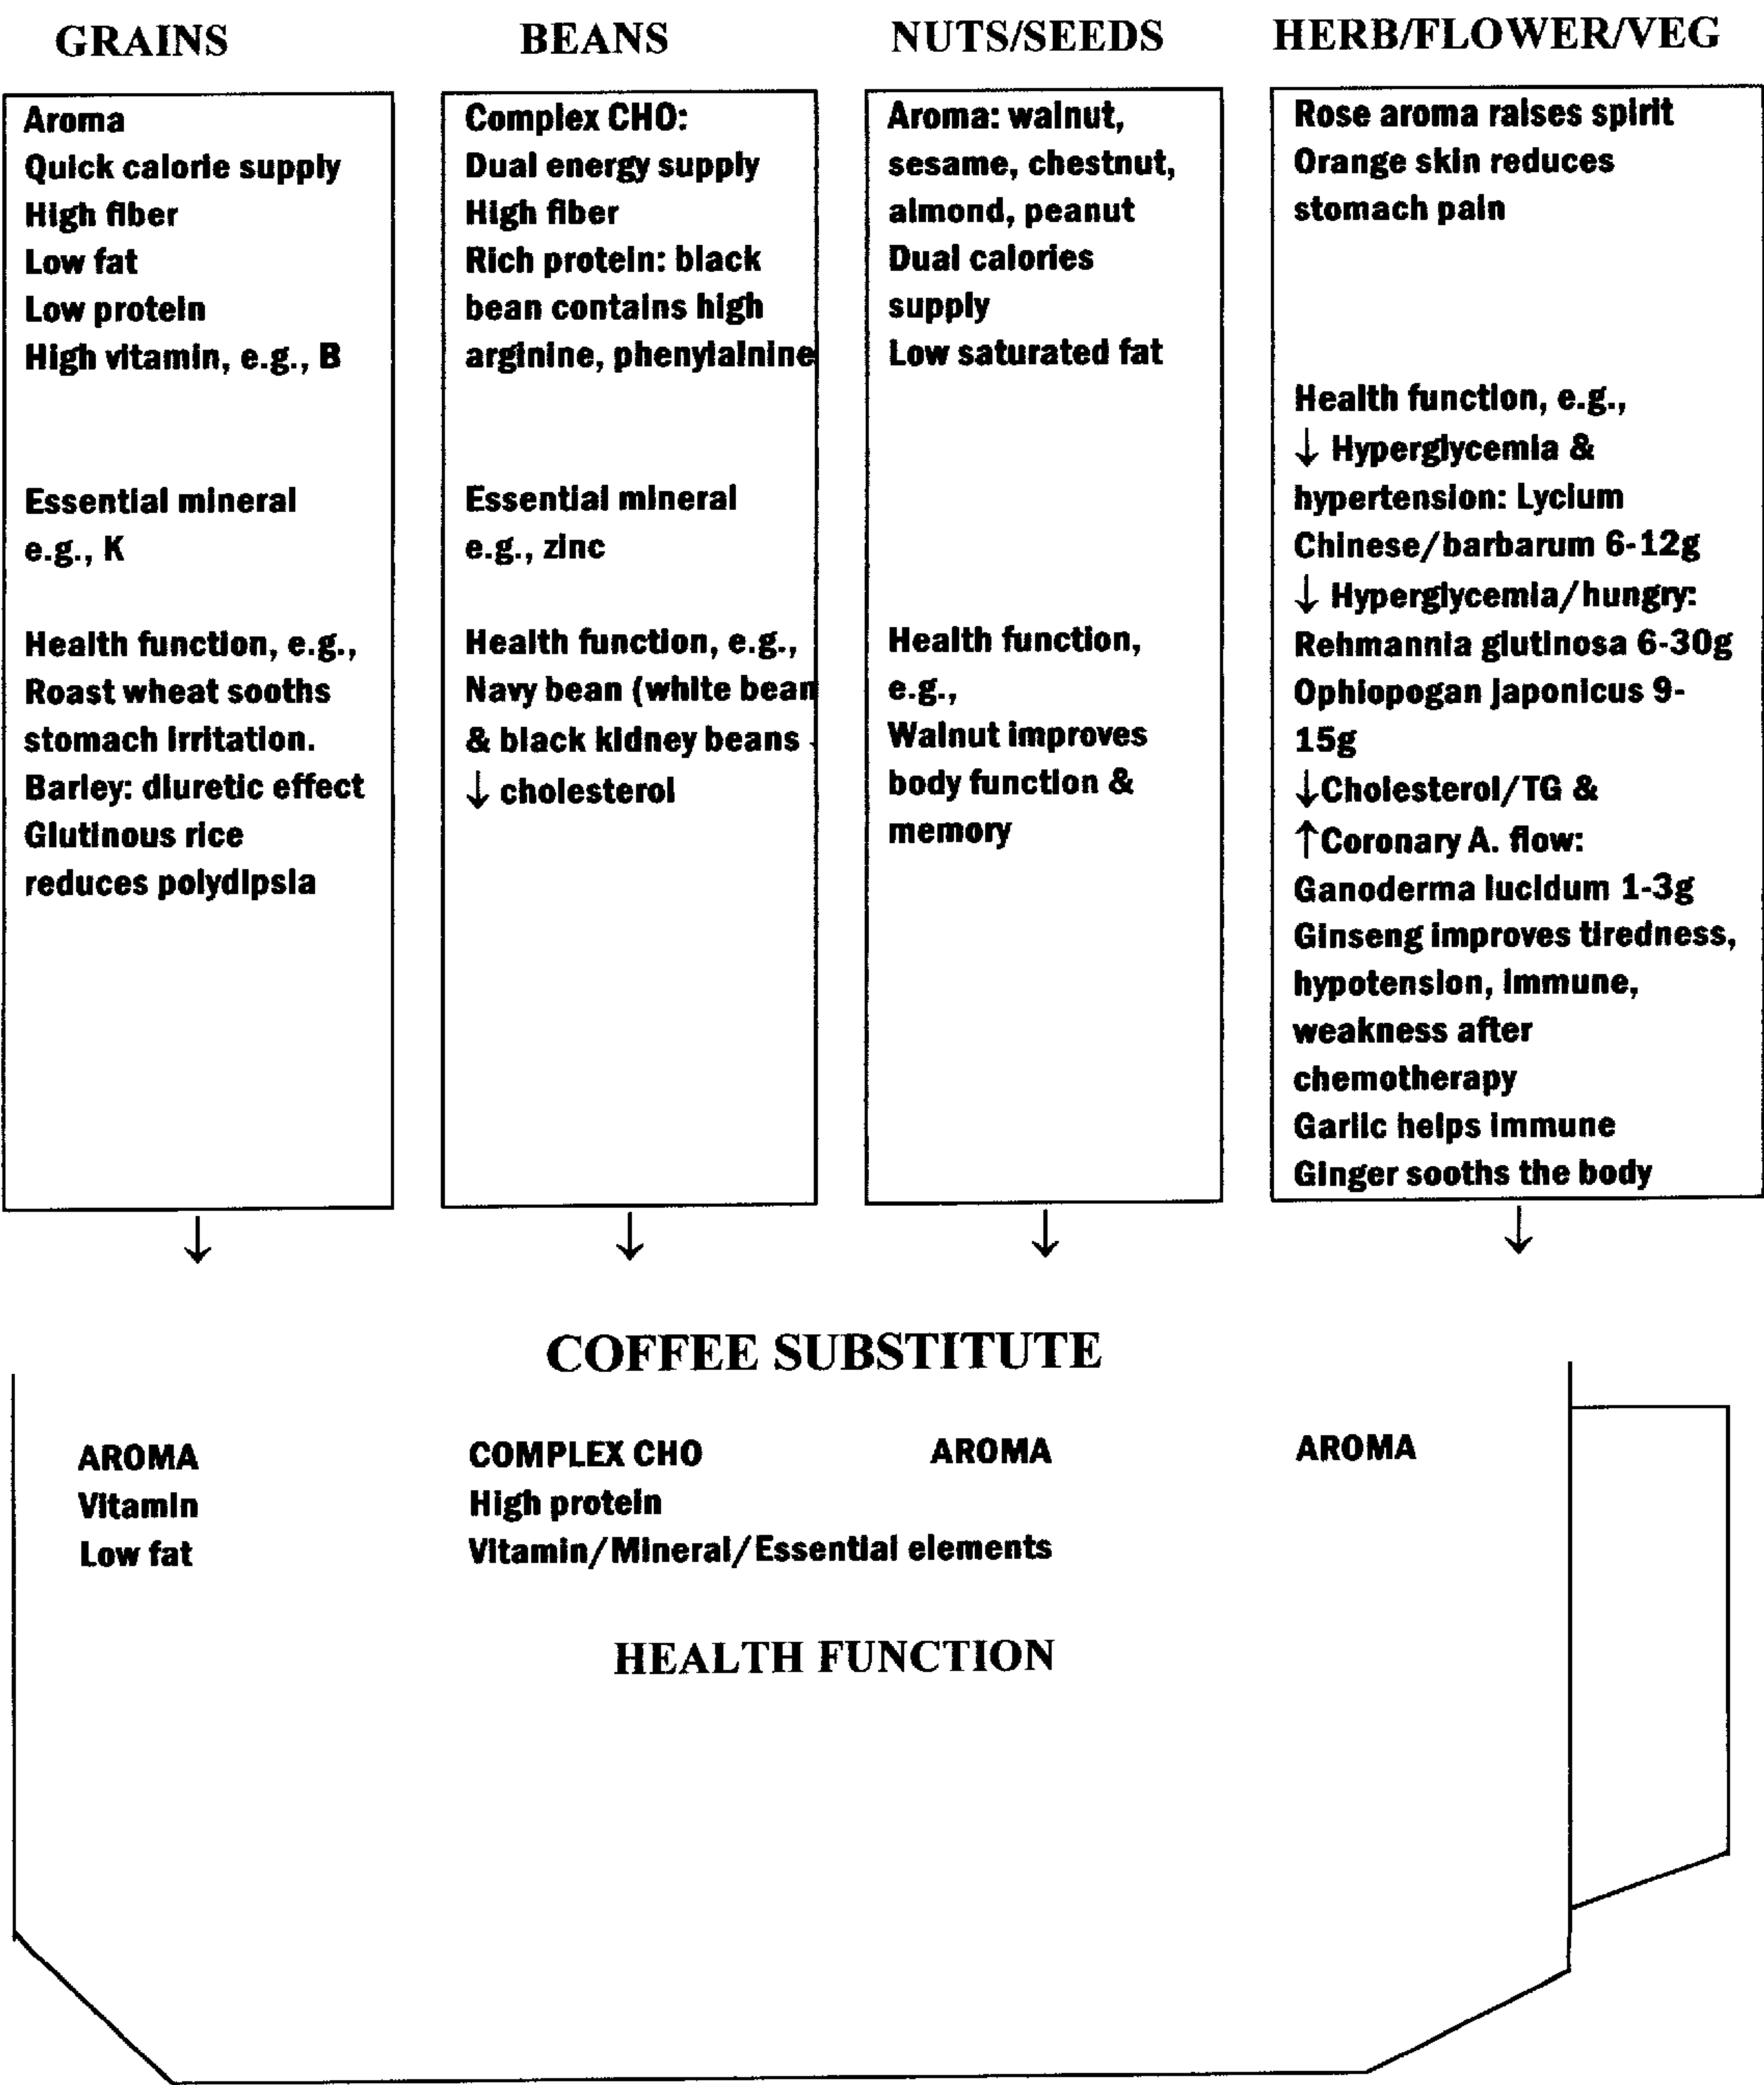 GRAINS
BEANS
NUTS/SEEDS
HERB/FLOWER/VEG
Aroma
Quick calorie supply
High fiber
Low fat
Low protein
High vitamin, e.g., B
Essential mineral
e.g., K
Health function, e.g.,
Roast wheat sooths
stomach irritation.
Barley: diuretic effect
Glutinous rice
reduces polydipsia
Complex CHO:
Dual energy supply
High fiber
Rich protein: black
bean contains high
arginine, phenylalnine
Essential mineral
e.g., zinc
Health function, e.g.,
Navy bean (white bean
& black kidney beans
↓ cholesterol
Aroma: walnut,
sesame, chestnut,
almond, peanut
Dual calories
supply
Low saturated fat
Health function,
e.g.,
Walnut improves
body function &
memory
Rose aroma raises spirit
Orange skin reduces
stomach pain
Health function, e.g.,
↓ Hyperglycemia &
hypertension: Lycium
Chinese/barbarum 6-12g
↓ Hyperglycemia/hungry:
Rehmannia glutinosa 6-30g
Ophiopogan japonicus 9-
15g
↓Cholesterol/TG &
↑Coronary A. flow:
Ganoderma lucidum 1-3g
Ginseng improves tiredness,
hypotension, immune,
weakness after
chemotherapy
Garlic helps immune
Ginger sooths the body
COFFEE SUBSTITUTE
AROMA
Vitamin
Low fat
COMPLEX CHO
High protein
Vitamin/Mineral/Essential elements
AROMA
AROMA
HEALTH FUNCTION